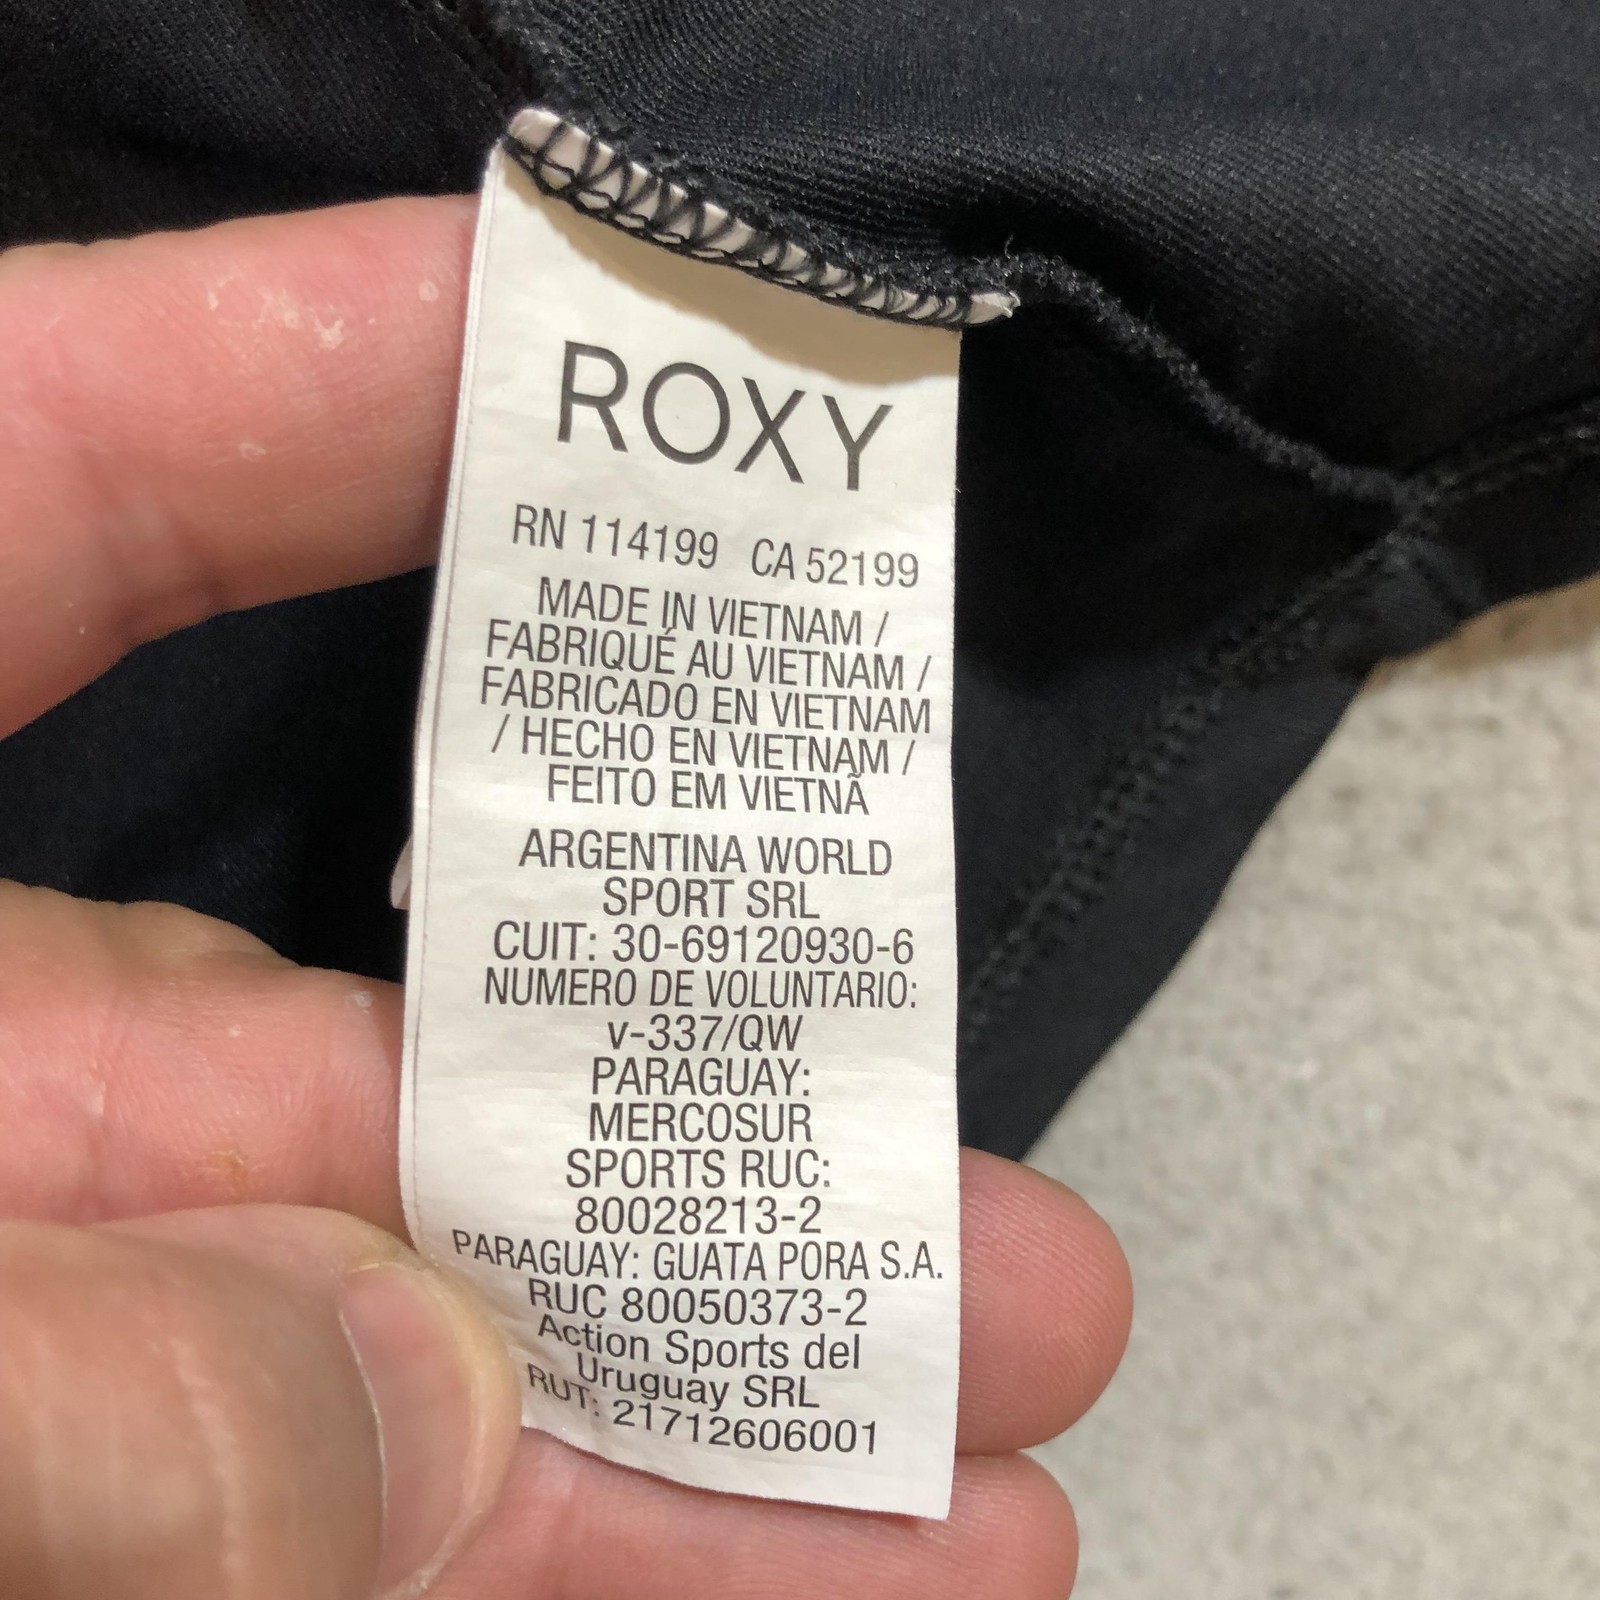 ROXY
RN 114199 CA 52199
MADE IN VIETNAM /
FABRIQUÉ AU VIETNAM /
FABRICADO EN VIETNAM
/ HECHO EN VIETNAM /
FEITO EM VIETNÃ
ARGENTINA WORLD
SPORT SRL
CUIT: 30-69120930-6
NUMERO DE VOLUNTARIO:
v-337/QW
PARAGUAY:
MERCOSUR
SPORTS RUC:
80028213-2
PARAGUAY: GUATA PORA S.A.
RUC 80050373-2
Action Sports del
Uruguay SRL
RUT: 21712606001